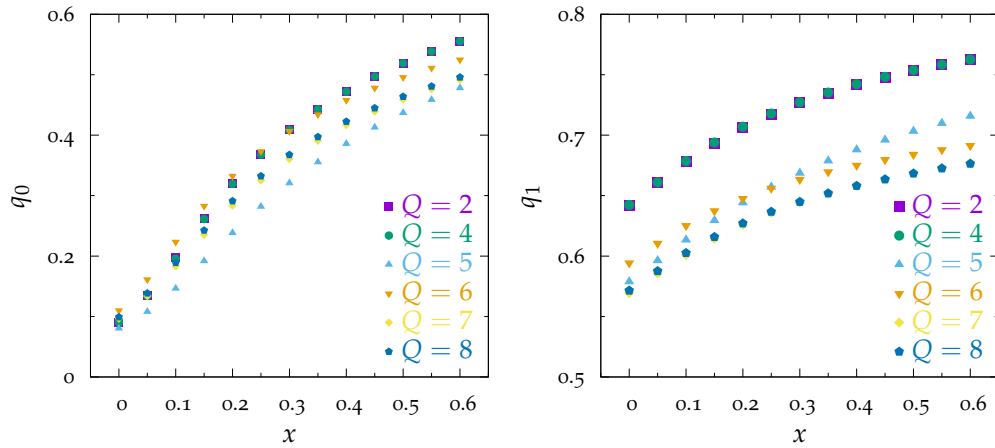 0.6
0.4
0.2
0
q₀
0 0.1 0.2 0.3 0.4 0.5 0.6
x
Q = 2
Q = 4
Q = 5
Q = 6
Q = 7
Q = 8
0.8
0.7
0.6
0.5
q₁
0 0.1 0.2 0.3 0.4 0.5 0.6
x
Q = 2
Q = 4
Q = 5
Q = 6
Q = 7
Q = 8